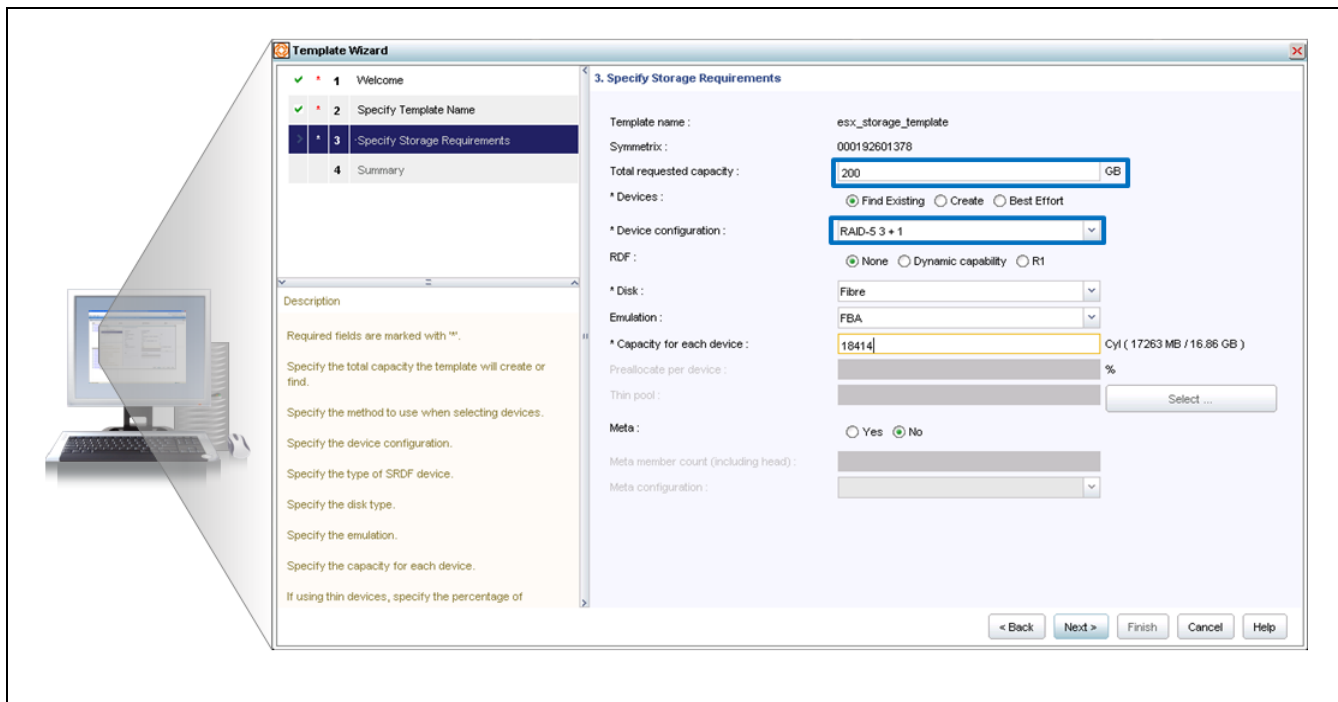 Template Wizard
1 Welcome
2 Specify Template Name
3 Specify Storage Requirements
4 Summary
Description
Required fields are marked with "*".
Specify the total capacity the template will create or
find.
Specify the method to use when selecting devices.
Specify the device configuration.
Specify the type of SRDF device.
Specify the disk type.
Specify the emulation.
Specify the capacity for each device.
If using thin devices, specify the percentage of
3. Specify Storage Requirements
Template name : esx_storage_template
Symmetrix : 000192601378
Total requested capacity : 200 GB
* Devices : Find Existing Create Best Effort
* Device configuration : RAID-5 3 + 1
RDF : None Dynamic capability R1
* Disk : Fibre
Emulation : FBA
* Capacity for each device : 18414 Cyl ( 17263 MB / 16.86 GB )
Preallocate per device : %
Thin pool : Select ...
Meta : Yes No
Meta member count (including head) :
Meta configuration :
< Back Next > Finish Cancel Help